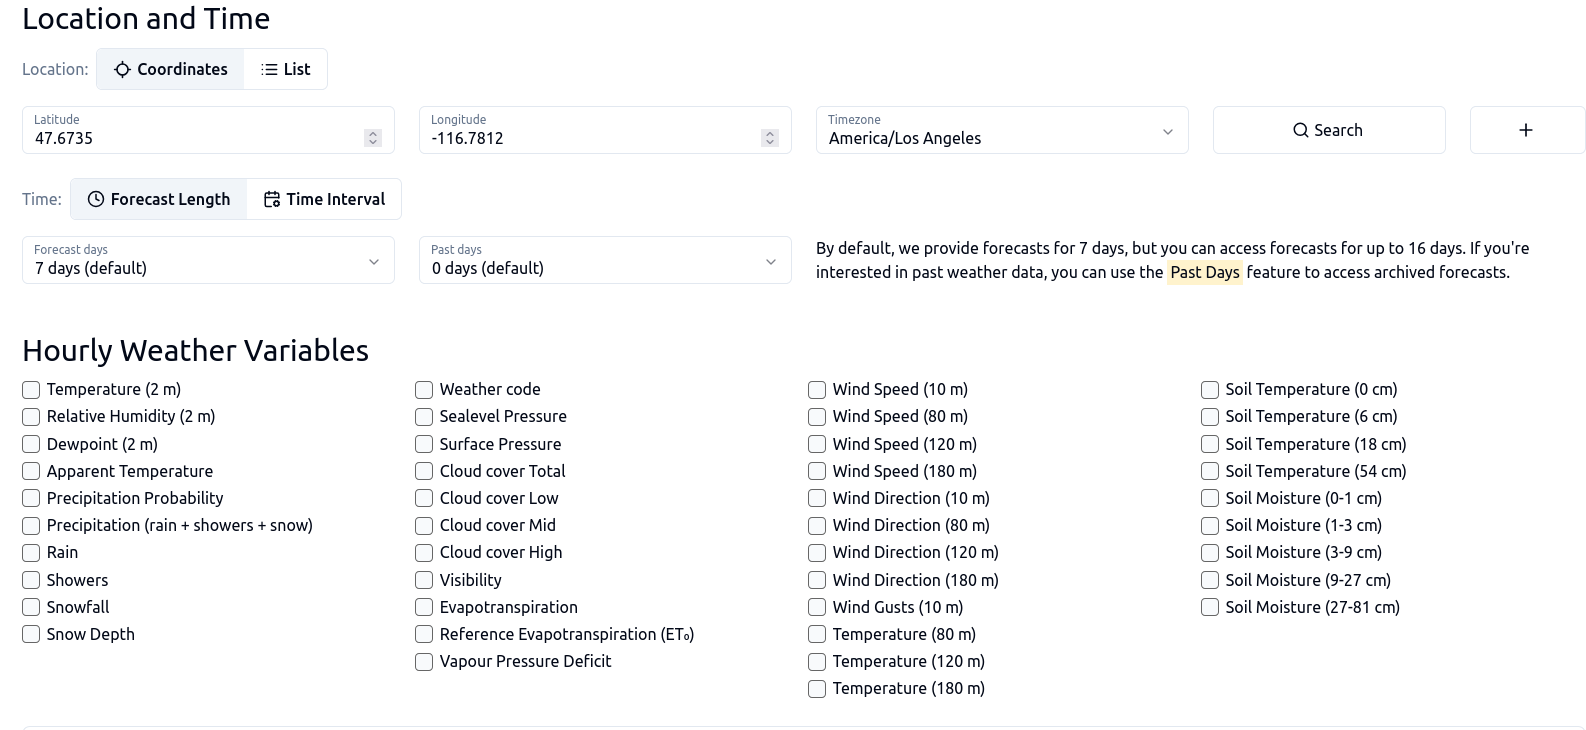 Location and Time
Location: Coordinates List
Latitude
47.6735
Longitude
-116.7812
Timezone
America/Los Angeles
Search
+
Time: Forecast Length Time Interval
Forecast days
7 days (default)
Past days
0 days (default)
By default, we provide forecasts for 7 days, but you can access forecasts for up to 16 days. If you're
interested in past weather data, you can use the Past Days feature to access archived forecasts.
Hourly Weather Variables
Temperature (2 m)
Relative Humidity (2 m)
Dewpoint (2 m)
Apparent Temperature
Precipitation Probability
Precipitation (rain + showers + snow)
Rain
Showers
Snowfall
Snow Depth
Weather code
Sealevel Pressure
Surface Pressure
Cloud cover Total
Cloud cover Low
Cloud cover Mid
Cloud cover High
Visibility
Evapotranspiration
Reference Evapotranspiration (ET₀)
Vapour Pressure Deficit
Wind Speed (10 m)
Wind Speed (80 m)
Wind Speed (120 m)
Wind Speed (180 m)
Wind Direction (10 m)
Wind Direction (80 m)
Wind Direction (120 m)
Wind Direction (180 m)
Wind Gusts (10 m)
Temperature (80 m)
Temperature (120 m)
Temperature (180 m)
Soil Temperature (0 cm)
Soil Temperature (6 cm)
Soil Temperature (18 cm)
Soil Temperature (54 cm)
Soil Moisture (0-1 cm)
Soil Moisture (1-3 cm)
Soil Moisture (3-9 cm)
Soil Moisture (9-27 cm)
Soil Moisture (27-81 cm)